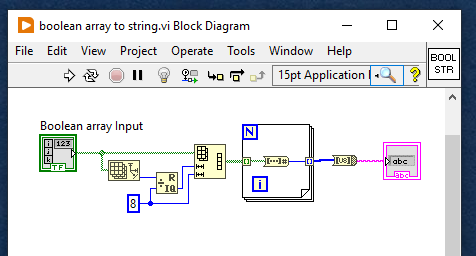 boolean array to string.vi Block Diagram
File Edit View Project Operate Tools Window Help
15pt Application
BOOL
STR
Boolean array Input
i 123
j
k
TF
R
IQ
8
N
[···]#
i
[U8]
abc
abc